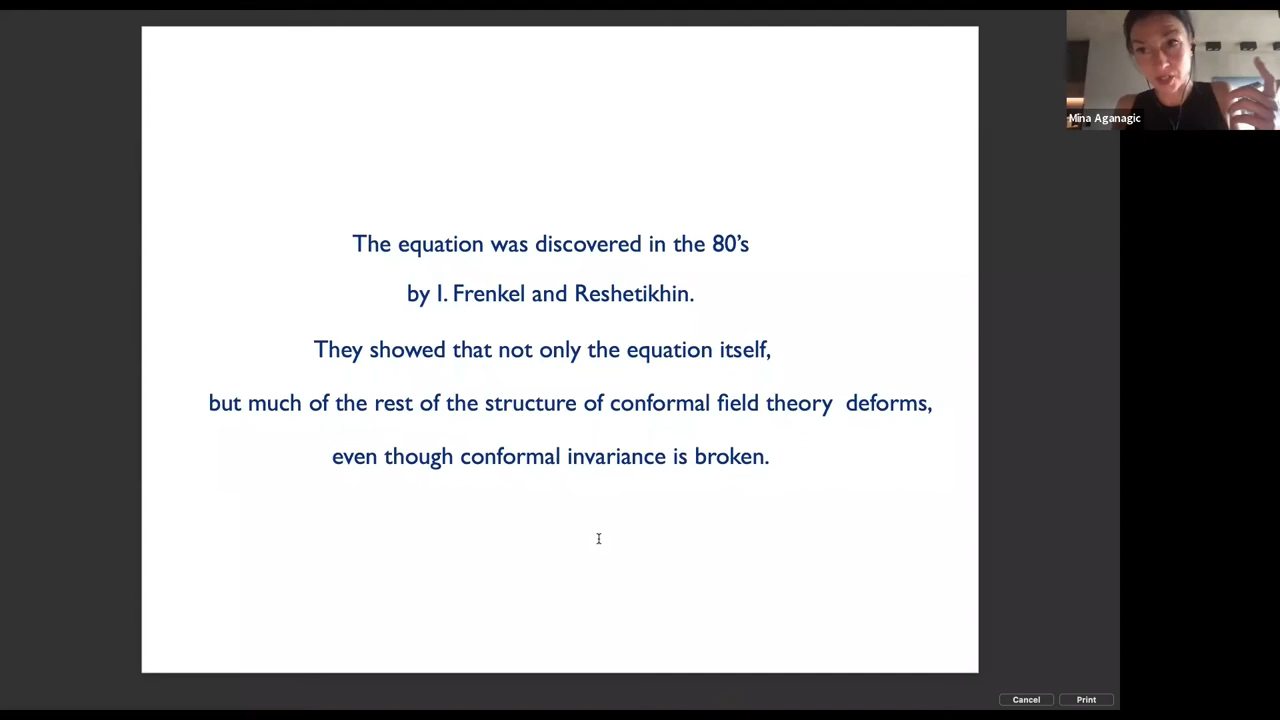 Mina Aganagic
The equation was discovered in the 80's
by I. Frenkel and Reshetikhin.
They showed that not only the equation itself,
but much of the rest of the structure of conformal field theory deforms,
even though conformal invariance is broken.
Cancel
Print